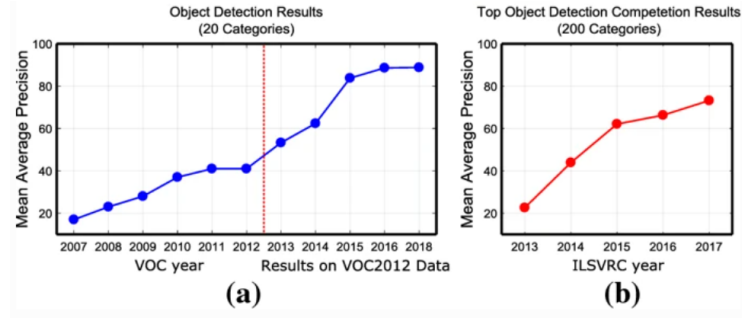 Object Detection Results
(20 Categories)
Mean Average Precision
100
80
60
40
20
2007 2008 2009 2010 2011 2012 2013 2014 2015 2016 2018
VOC year Results on VOC2012 Data
(a)
Top Object Detection Competetion Results
(200 Categories)
Mean Average Precision
100
80
60
40
20
2013 2014 2015 2016 2017
ILSVRC year
(b)